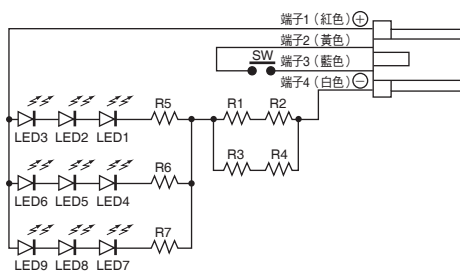 端子1（紅色）⊕
端子2（黃色）
SW 端子3（藍色）
端子4（白色）⊖
R5 R1 R2
LED3 LED2 LED1
R3 R4
R6
LED6 LED5 LED4
R7
LED9 LED8 LED7